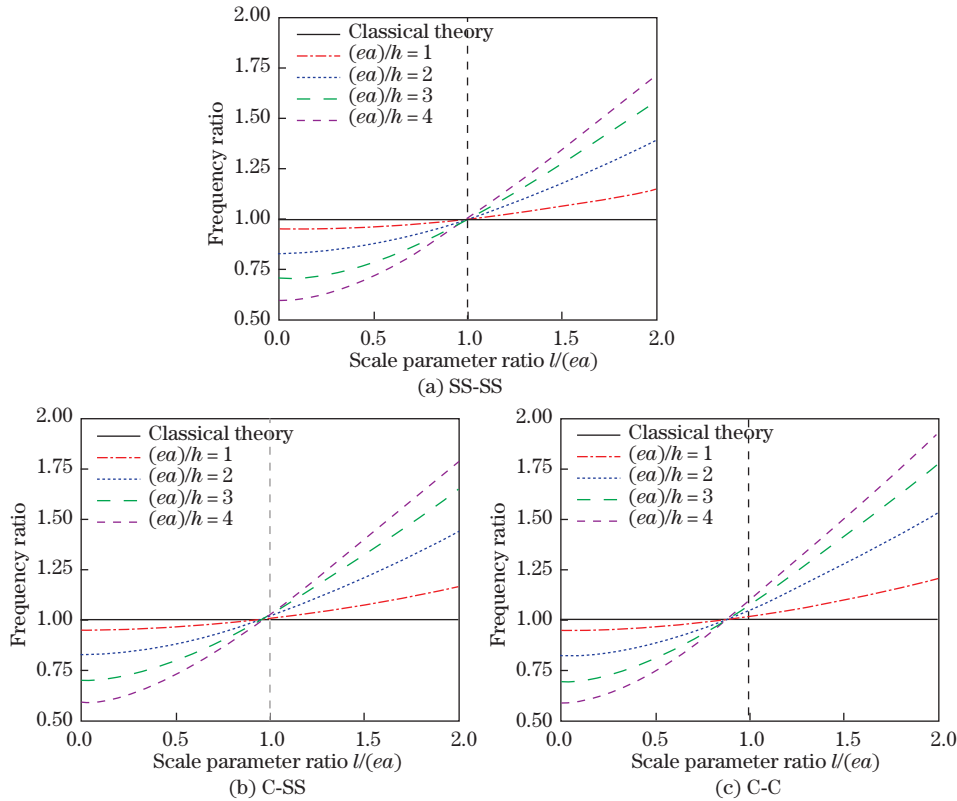 2.00
1.75
1.50
1.25
1.00
0.75
0.50
Frequency ratio
Classical theory
(ea)/h = 1
(ea)/h = 2
(ea)/h = 3
(ea)/h = 4
0.0 0.5 1.0 1.5 2.0
Scale parameter ratio l/(ea)
(a) SS-SS
2.00
1.75
1.50
1.25
1.00
0.75
0.50
Frequency ratio
Classical theory
(ea)/h = 1
(ea)/h = 2
(ea)/h = 3
(ea)/h = 4
0.0 0.5 1.0 1.5 2.0
Scale parameter ratio l/(ea)
(b) C-SS
2.00
1.75
1.50
1.25
1.00
0.75
0.50
Frequency ratio
Classical theory
(ea)/h = 1
(ea)/h = 2
(ea)/h = 3
(ea)/h = 4
0.0 0.5 1.0 1.5 2.0
Scale parameter ratio l/(ea)
(c) C-C